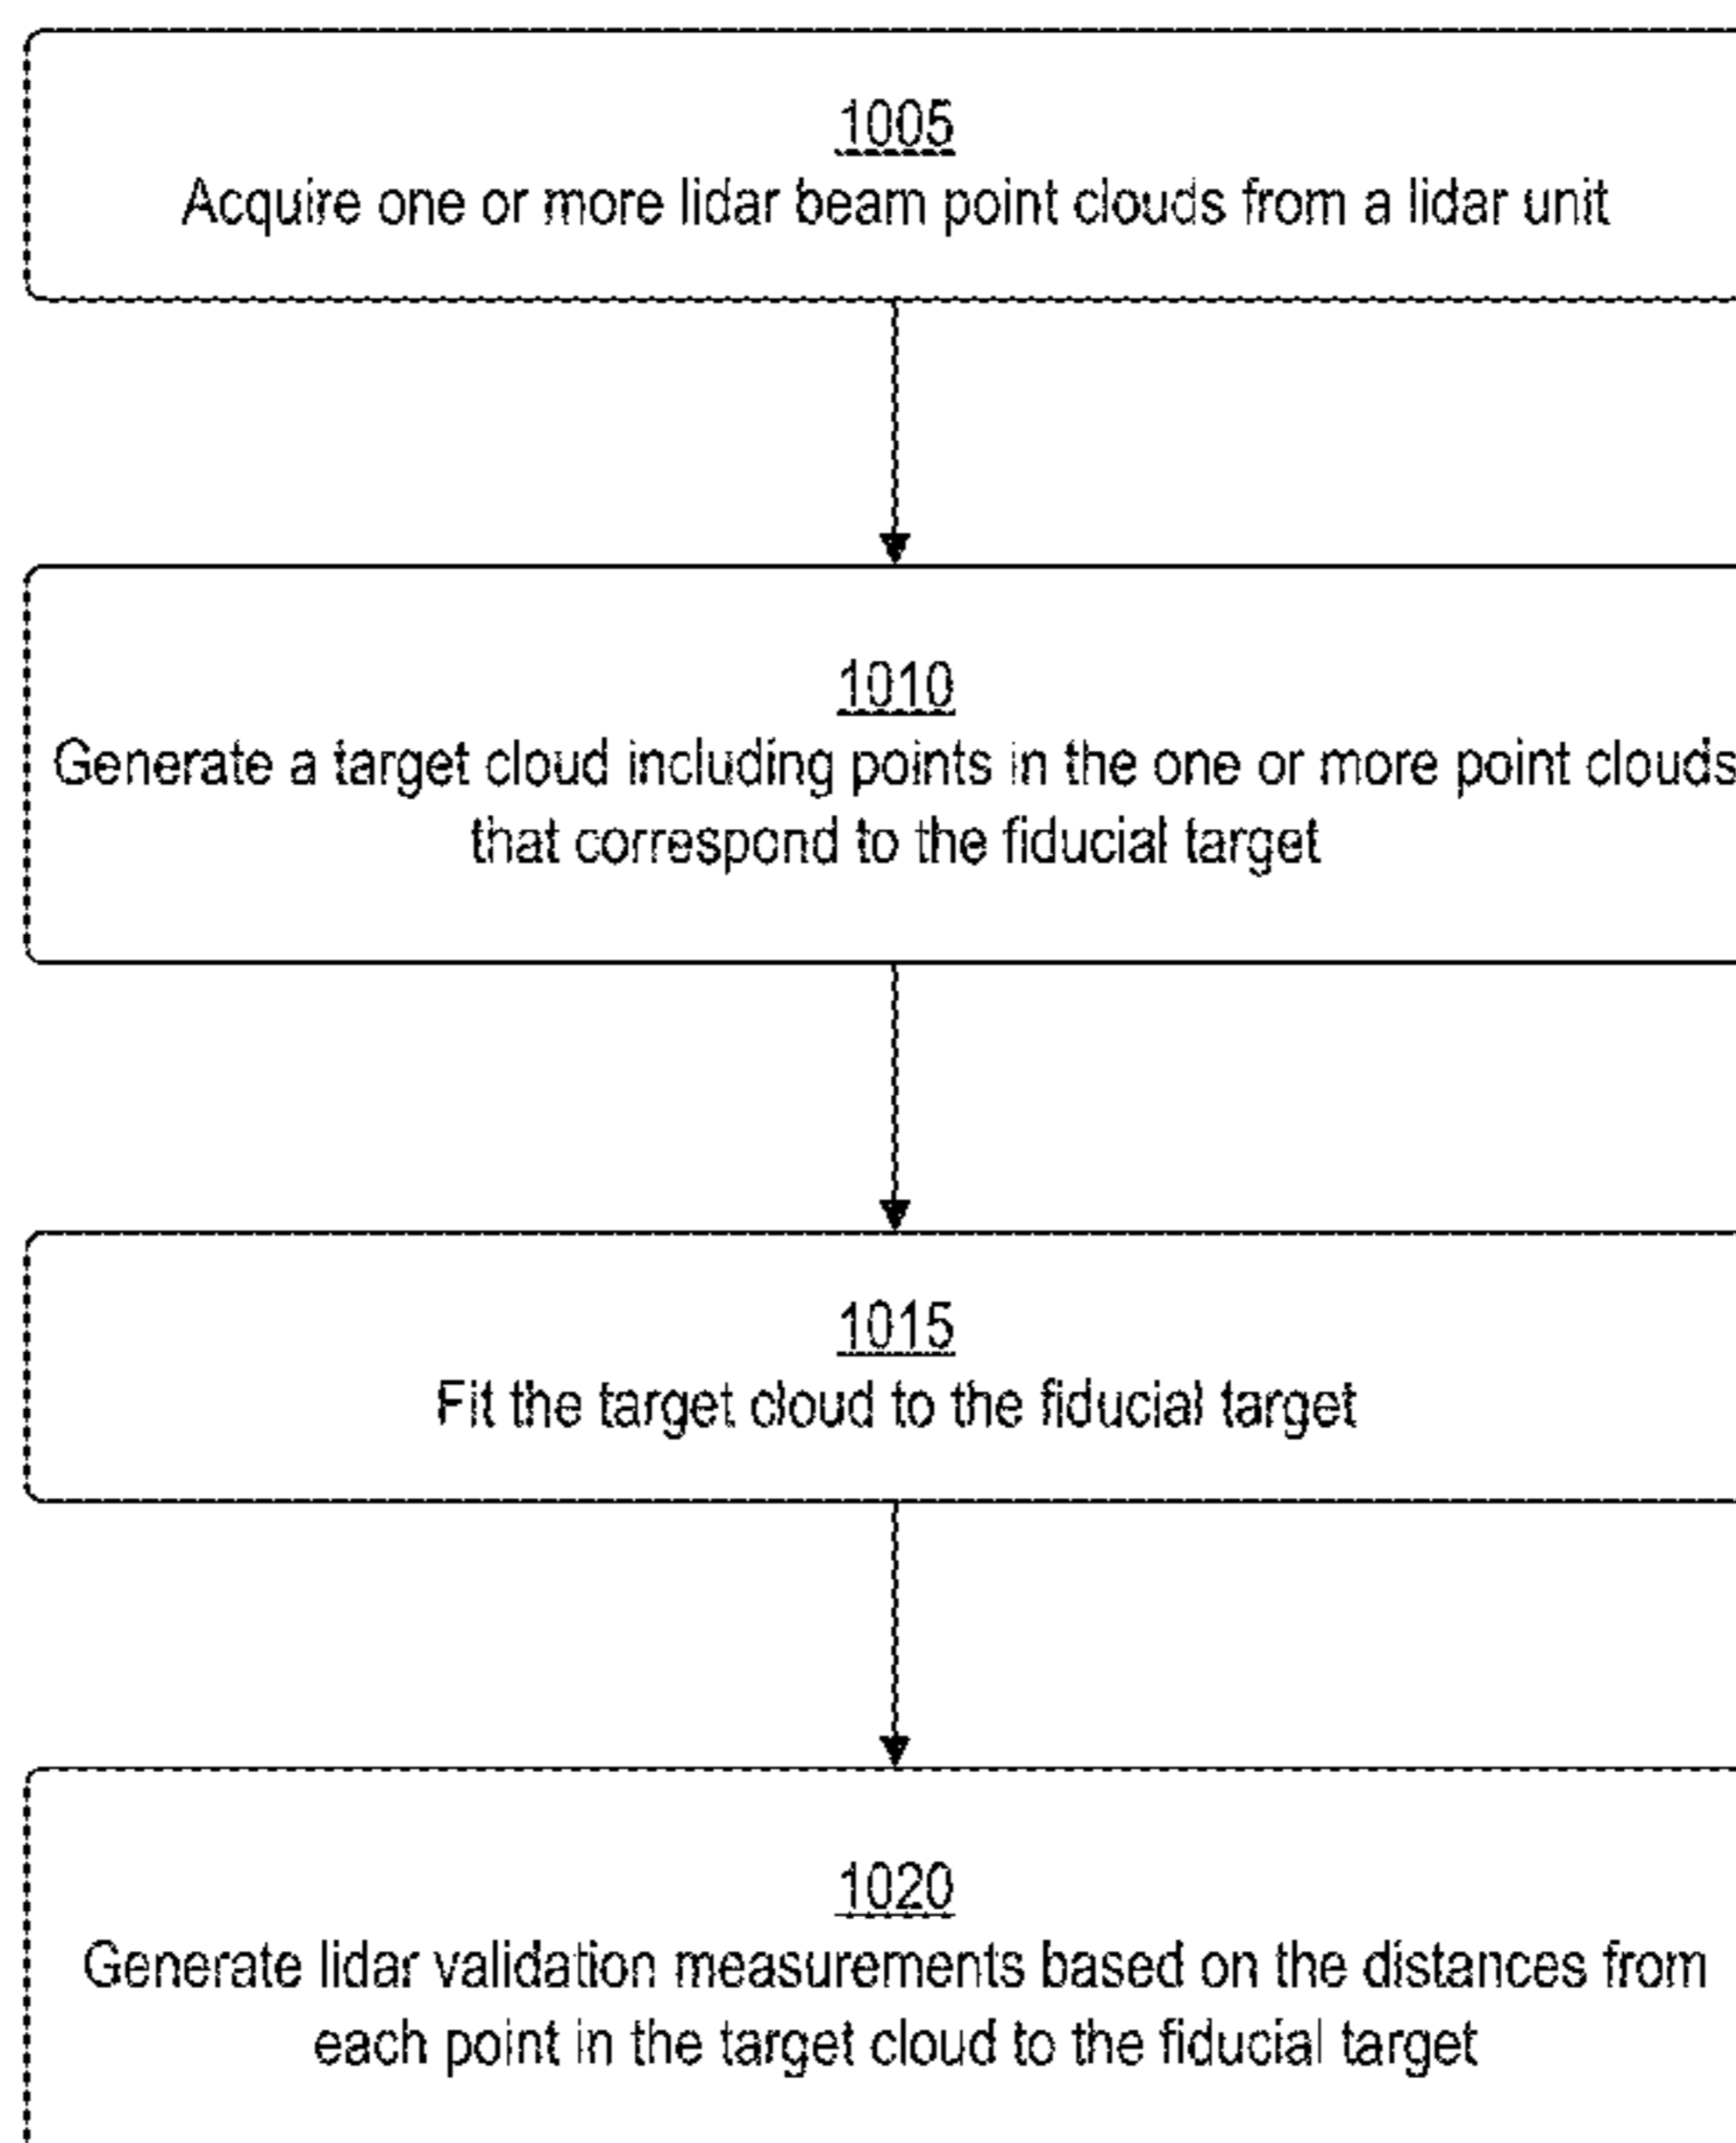 1005
Acquire one or more lidar beam point clouds from a lidar unit
1010
Generate a target cloud including points in the one or more point clouds
that correspond to the fiducial target
1015
Fit the target cloud to the fiducial target
1020
Generate lidar validation measurements based on the distances from
each point in the target cloud to the fiducial target